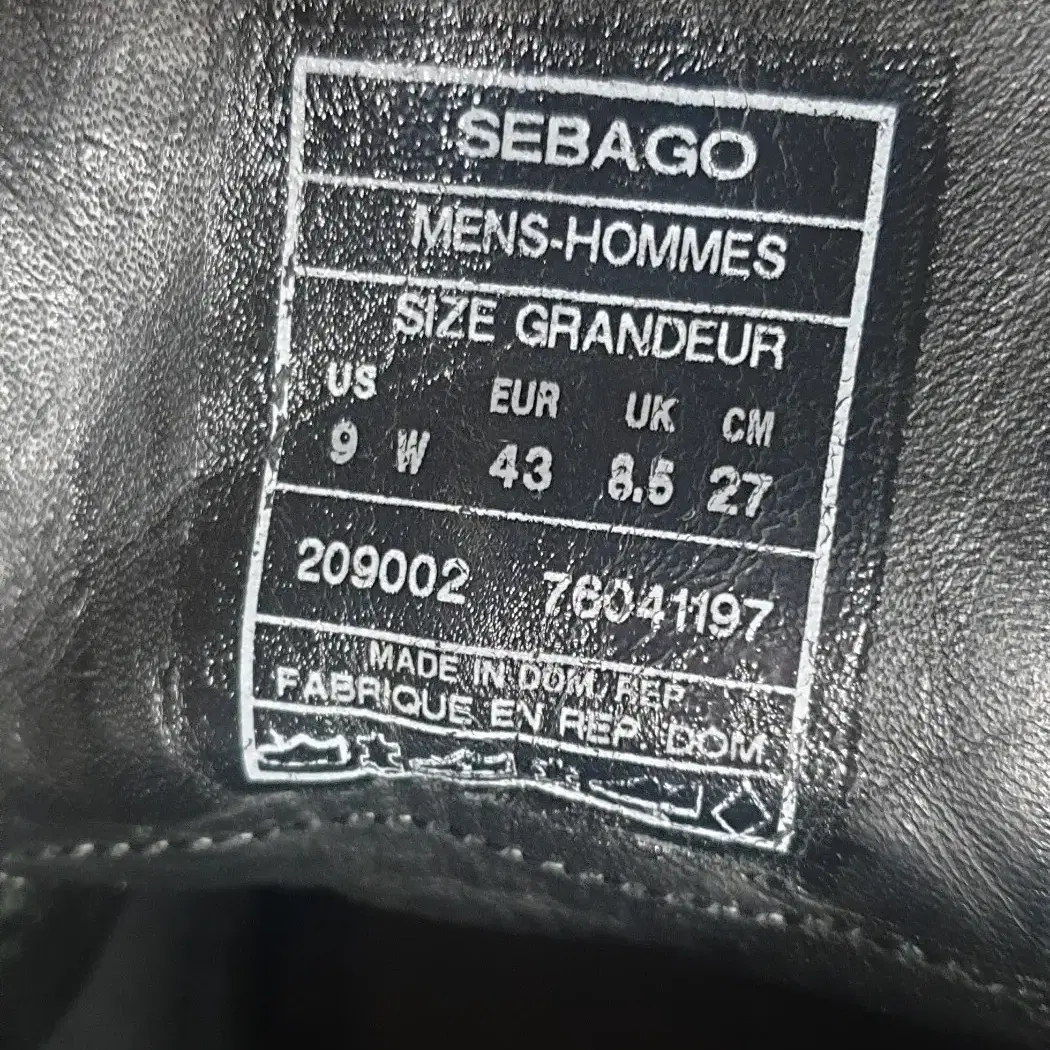 SEBAGO
MENS-HOMMES
SIZE GRANDEUR
US EUR UK CM
9 W 43 8.5 27
209002 76041197
MADE IN DOM. REP.
FABRIQUE EN REP. DOM.